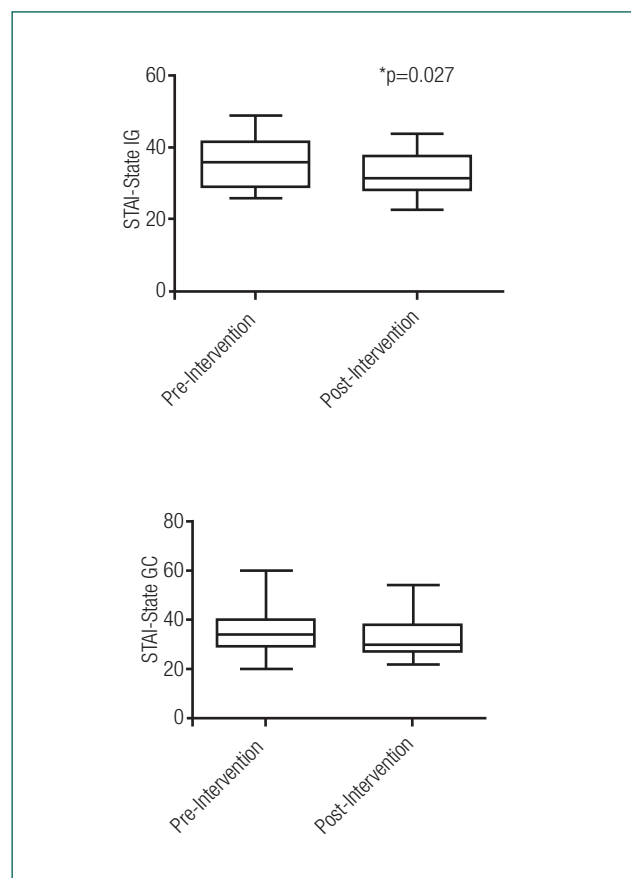 *p=0.027
60
40
20
0
STAI-State IG
Pre-Intervention
Post-Intervention
80
60
40
20
0
STAI-State GC
Pre-Intervention
Post-Intervention